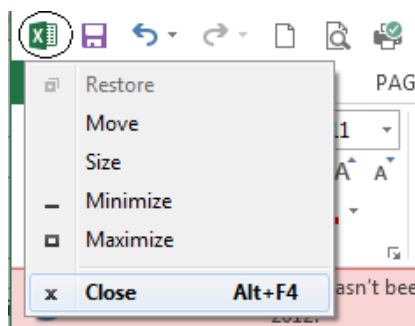 Restore
PAG
Move
11
Size
A A
Minimize
Maximize
Close Alt+F4
asn't bee
2012.